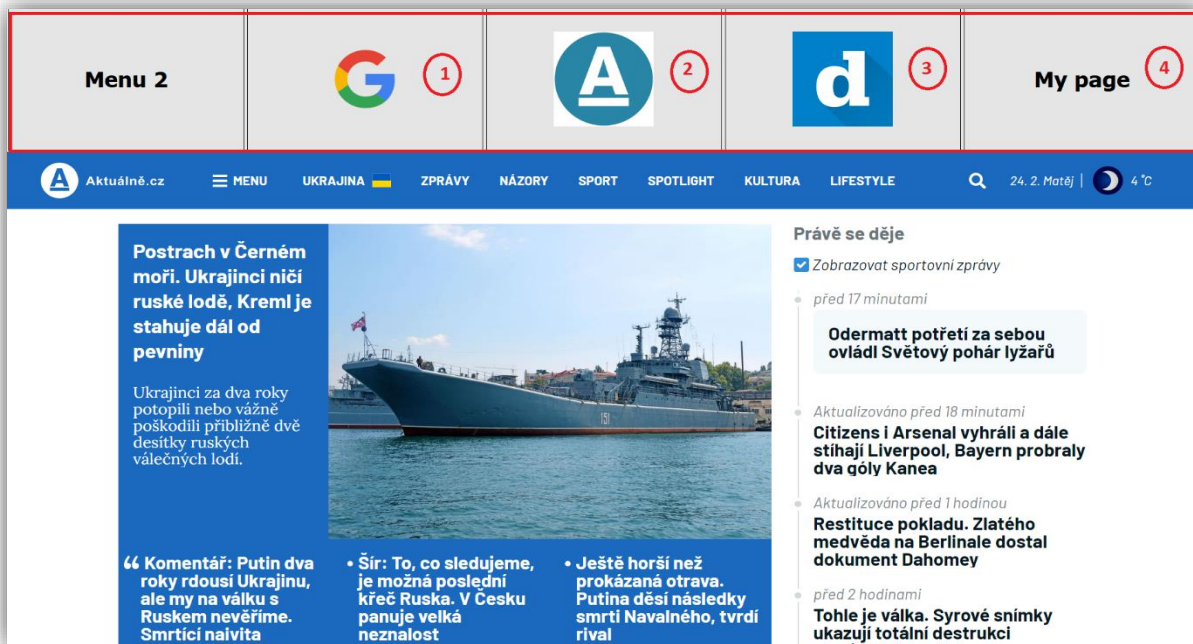 Menu 2
G
1
A
2
d
3
My page
4
A Aktuálně.cz
MENU
UKRAJINA
ZPRÁVY
NÁZORY
SPORT
SPOTLIGHT
KULTURA
LIFESTYLE
24. 2. Matěj | 4 °C
Postrach v Černém
moři. Ukrajinci ničí
ruské lodě, Kreml je
stahuje dál od
pevniny
Ukrajinci za dva roky
potopili nebo vážně
poškodili přibližně dvě
desítky ruských
válečných lodí.
151
“ Komentář: Putin dva
roky rdousí Ukrajinu,
ale my na válku s
Ruskem nevěříme.
Smrtící naivita
• Šír: To, co sledujeme,
je možná poslední
křeč Ruska. V Česku
panuje velká
neznalost
• Ještě horší než
prokázaná otrava.
Putina děsí následky
smrti Navalného, tvrdí
rival
Právě se děje
Zobrazovat sportovní zprávy
před 17 minutami
Odermatt potřetí za sebou
ovládl Světový pohár lyžařů
Aktualizováno před 18 minutami
Citizens i Arsenal vyhráli a dále
stíhají Liverpool, Bayern probraly
dva góly Kanea
Aktualizováno před 1 hodinou
Restituce pokladu. Zlatého
medvěda na Berlinale dostal
dokument Dahomey
před 2 hodinami
Tohle je válka. Syrové snímky
ukazují totální destrukci